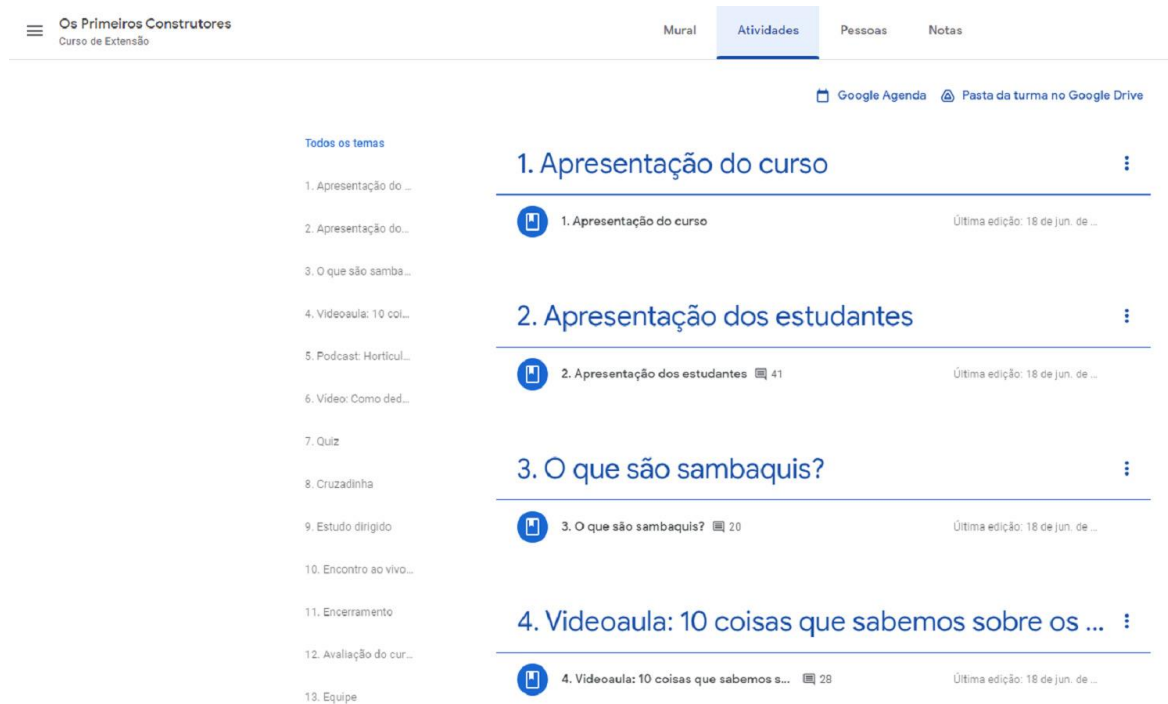 Os Primeiros Construtores
Curso de Extensão
Mural
Atividades
Pessoas
Notas
Google Agenda
Pasta da turma no Google Drive
Todos os temas
1. Apresentação do ...
2. Apresentação do...
3. O que são samba...
4. Videoaula: 10 coi...
5. Podcast: Horticul...
6. Vídeo: Como ded...
7. Quiz
8. Cruzadinha
9. Estudo dirigido
10. Encontro ao vivo...
11. Encerramento
12. Avaliação do cur...
13. Equipe
1. Apresentação do curso
1. Apresentação do curso
Última edição: 18 de jun. de ...
2. Apresentação dos estudantes
2. Apresentação dos estudantes 41
Última edição: 18 de jun. de ...
3. O que são sambaquis?
3. O que são sambaquis? 20
Última edição: 18 de jun. de ...
4. Videoaula: 10 coisas que sabemos sobre os ...
4. Videoaula: 10 coisas que sabemos s... 28
Última edição: 18 de jun. de ...